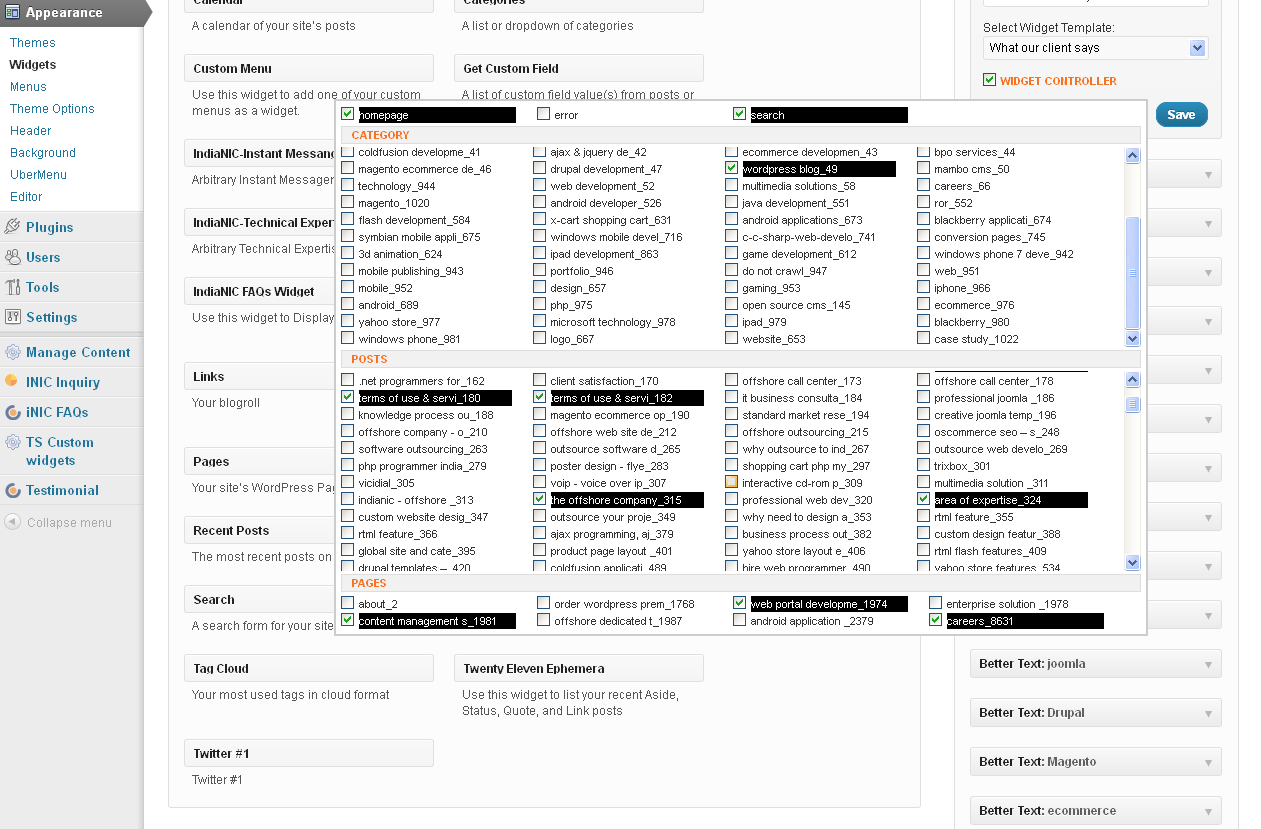 Appearance
Themes
Widgets
Menus
Theme Options
Header
Background
UberMenu
Editor
Plugins
Users
Tools
Settings
Manage Content
INIC Inquiry
iNIC FAQs
TS Custom
widgets
Testimonial
Collapse menu
Calendar
A calendar of your site's posts
Categories
A list or dropdown of categories
Custom Menu
Use this widget to add one of your custom
menus as a widget.
Get Custom Field
A list of custom field value(s) from posts or
IndiaNIC-Instant Messan
Arbitrary Instant Messager
IndiaNIC-Technical Expert
Arbitrary Technical Expertis
IndiaNIC FAQs Widget
Use this widget to Display
Links
Your blogroll
Pages
Your site's WordPress Pag
Recent Posts
The most recent posts on
Search
A search form for your site
Tag Cloud
Your most used tags in cloud format
Twenty Eleven Ephemera
Use this widget to list your recent Aside,
Status, Quote, and Link posts
Twitter #1
Twitter #1
homepage error search
CATEGORY
coldfusion developme_41 ajax & jquery de_42 ecommerce developmen_43 bpo services_44
magento ecommerce de_46 drupal development_47 wordpress blog_49 mambo cms_50
technology_944 web development_52 multimedia solutions_58 careers_66
magento_1020 android developer_526 java development_551 ror_552
flash development_584 x-cart shopping cart_631 android applications_673 blackberry applicati_674
symbian mobile appli_675 windows mobile devel_716 c-c-sharp-web-develo_741 conversion pages_745
3d animation_624 ipad development_863 game development_612 windows phone 7 deve_942
mobile publishing_943 portfolio_946 do not crawl_947 web_951
mobile_952 design_657 gaming_953 iphone_966
android_689 php_975 open source cms_145 ecommerce_976
yahoo store_977 microsoft technology_978 ipad_979 blackberry_980
windows phone_981 logo_667 website_653 case study_1022
POSTS
.net programmers for_162 client satisfaction_170 offshore call center_173 offshore call center_178
terms of use & servi_180 terms of use & servi_182 it business consulta_184 professional joomla _186
knowledge process ou_188 magento ecommerce op_190 standard market rese_194 creative joomla temp_196
offshore company - o_210 offshore web site de_212 offshore outsourcing_215 oscommerce seo – s_248
software outsourcing_263 outsource software d_265 why outsource to ind_267 outsource web develo_269
php programmer india_279 poster design - flye_283 shopping cart php my_297 trixbox_301
vicidial_305 voip - voice over ip_307 interactive cd-rom p_309 multimedia solution _311
indianic - offshore _313 the offshore company_315 professional web dev_320 area of expertise_324
custom website desig_347 outsource your proje_349 why need to design a_353 rtml feature_355
rtml feature_366 ajax programming, aj_379 business process out_382 custom design featur_388
global site and cate_395 product page layout _401 yahoo store layout e_406 rtml flash features_409
drupal templates – _420 coldfusion applicati_489 hire web programmer_490 yahoo store features_534
PAGES
about_2 order wordpress prem_1768 web portal developme_1974 enterprise solution _1978
content management s_1981 offshore dedicated t_1987 android application _2379 careers_8631
Select Widget Template:
What our client says
WIDGET CONTROLLER
Save
Better Text: joomla
Better Text: Drupal
Better Text: Magento
Better Text: ecommerce